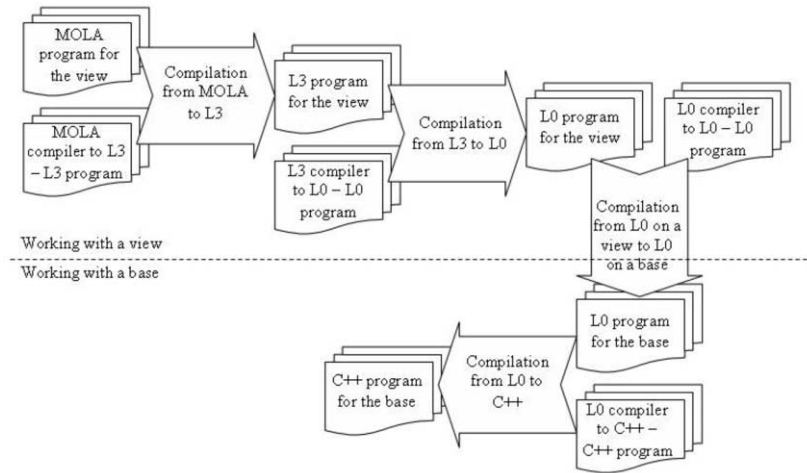 MOLA
program for
the view
MOLA
compiler to L3
– L3 program
Compilation
from MOLA
to L3
L3 program
for the view
L3 compiler
to L0 – L0
program
Compilation
from L3 to L0
L0 program
for the view
L0 compiler
to L0 – L0
program
Compilation
from L0 on a
view to L0
on a base
Working with a view
Working with a base
L0 program
for the base
L0 compiler
to C++ –
C++ program
Compilation
from L0 to
C++
C++ program
for the base